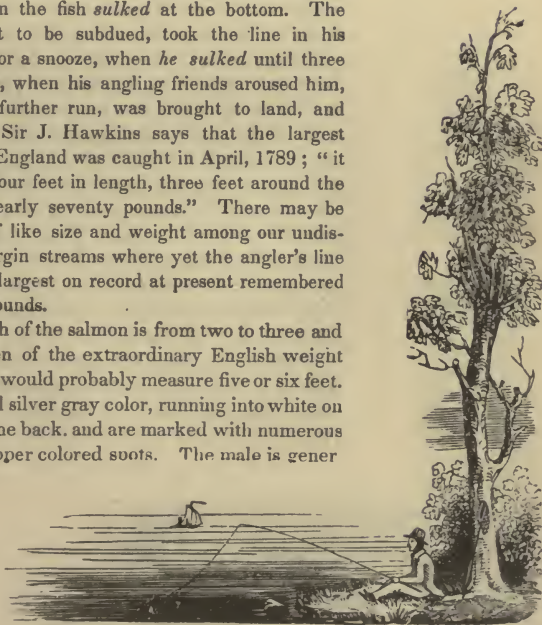 n the fish sulked at the bottom. The
t to be subdued, took the line in his
or a snooze, when he sulked until three
, when his angling friends aroused him,
further run, was brought to land, and
Sir J. Hawkins says that the largest
England was caught in April, 1789 ; " it
our feet in length, three feet around the
early seventy pounds." There may be
f like size and weight among our undis-
rgin streams where yet the angler's line
largest on record at present remembered
ounds.
h of the salmon is from two to three and
en of the extraordinary English weight
would probably measure five or six feet.
l silver gray color, running into white on
he back. and are marked with numerous
pper colored spots. The male is gener